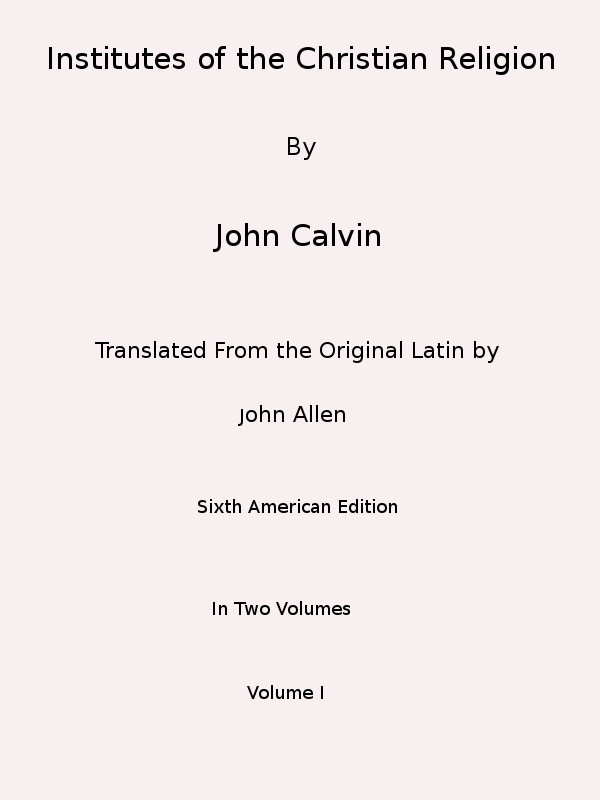 Institutes of the Christian Religion
By
John Calvin
Translated From the Original Latin by
John Allen
Sixth American Edition
In Two Volumes
Volume I